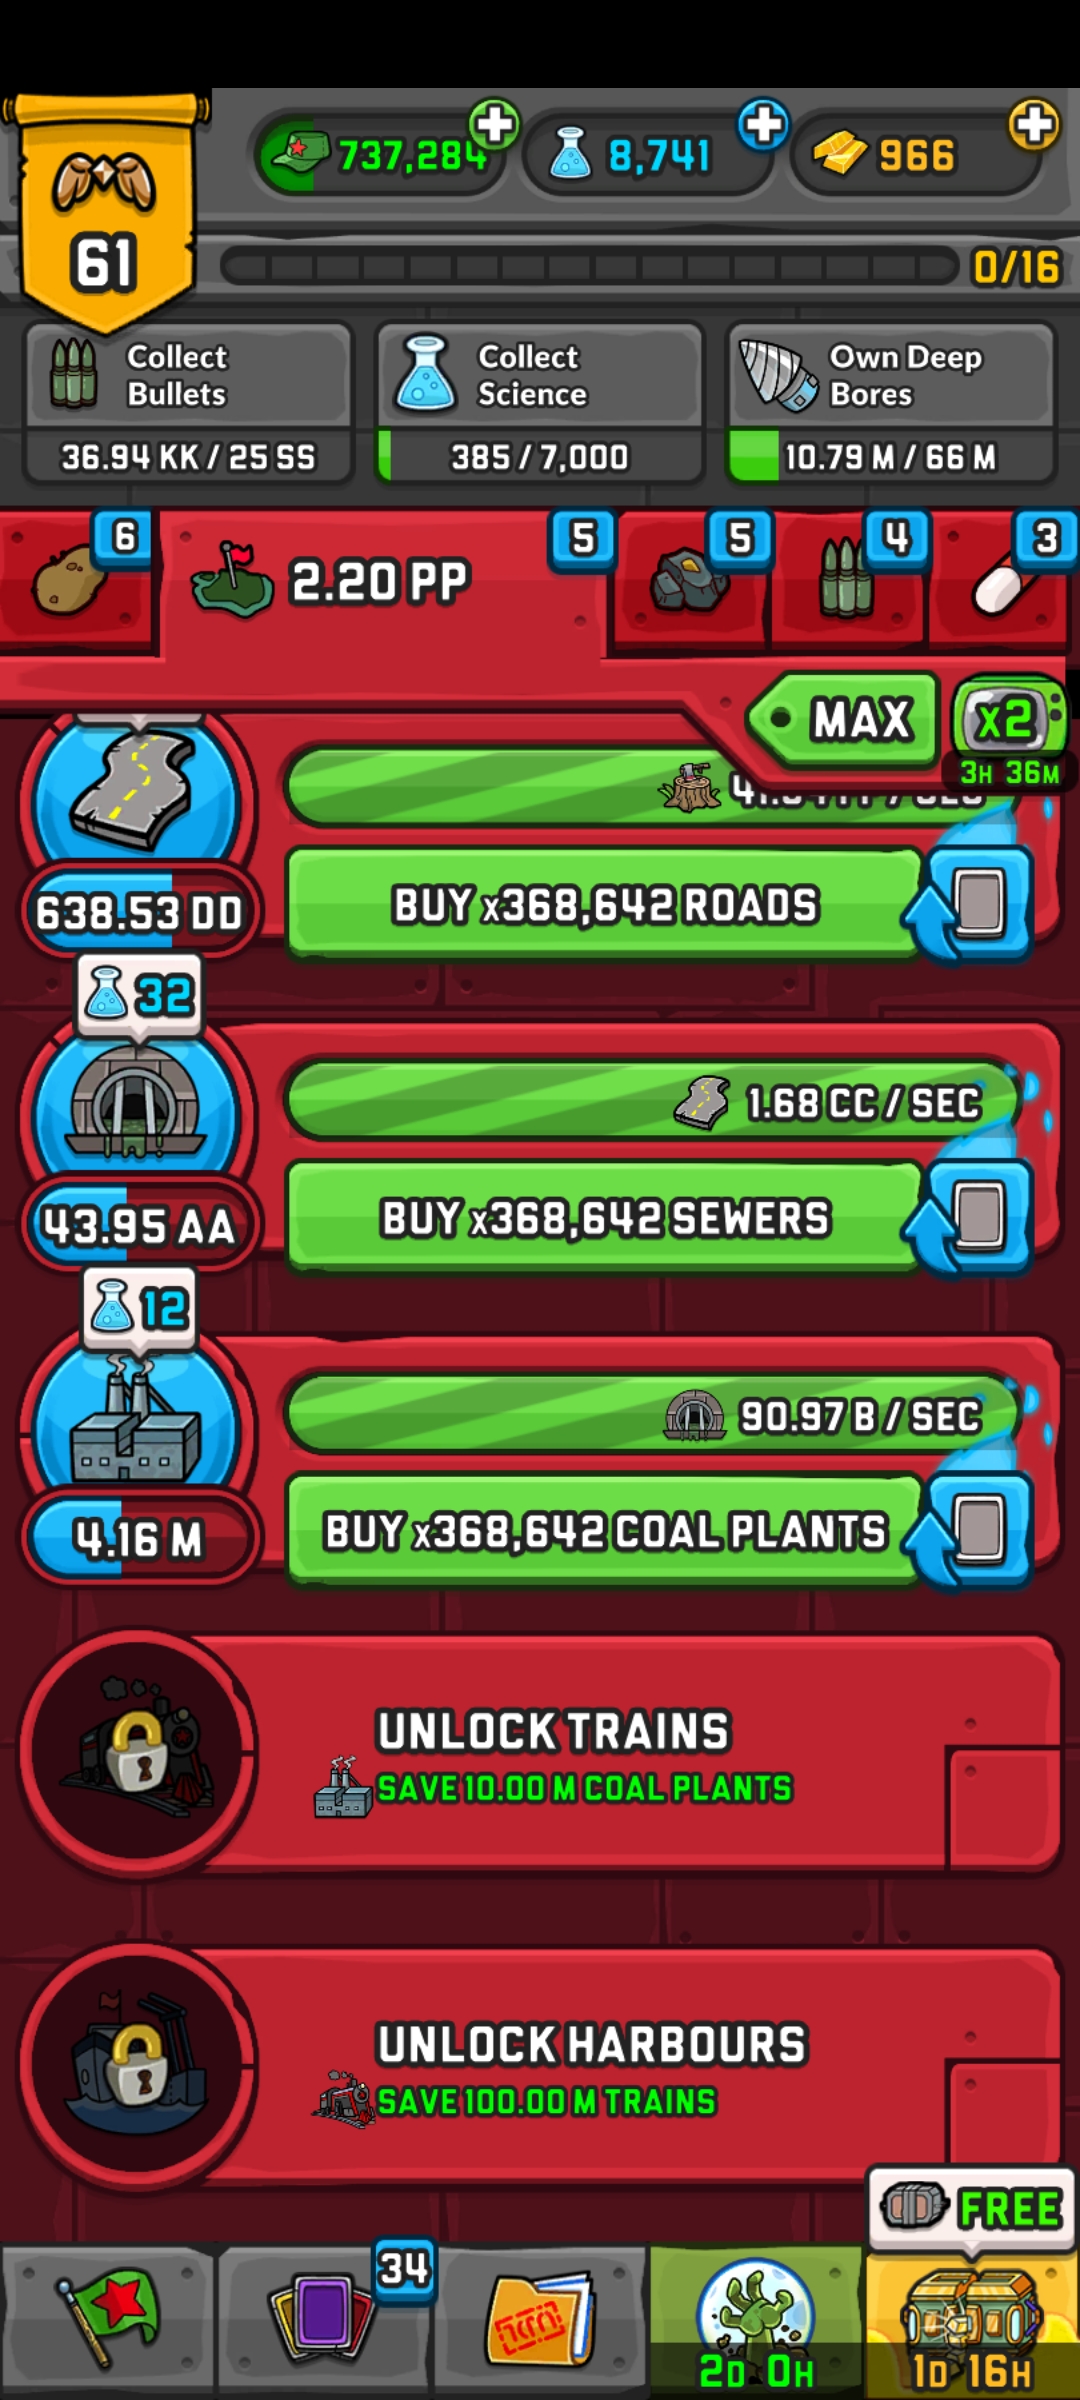 737,284
8,741
966
61
0/16
Collect
Bullets
Collect
Science
Own Deep
Bores
36.94 KK / 25 SS
385 / 7,000
10.79 M / 66 M
6
5
5
4
3
2.20 PP
MAX
x2
3H 36M
638.53 DD
BUY x368,642 ROADS
32
1.68 CC / SEC
43.95 AA
BUY x368,642 SEWERS
12
90.97 B / SEC
4.16 M
BUY x368,642 COAL PLANTS
UNLOCK TRAINS
SAVE 10.00 M COAL PLANTS
UNLOCK HARBOURS
SAVE 100.00 M TRAINS
FREE
34
2D 0H
1D 16H